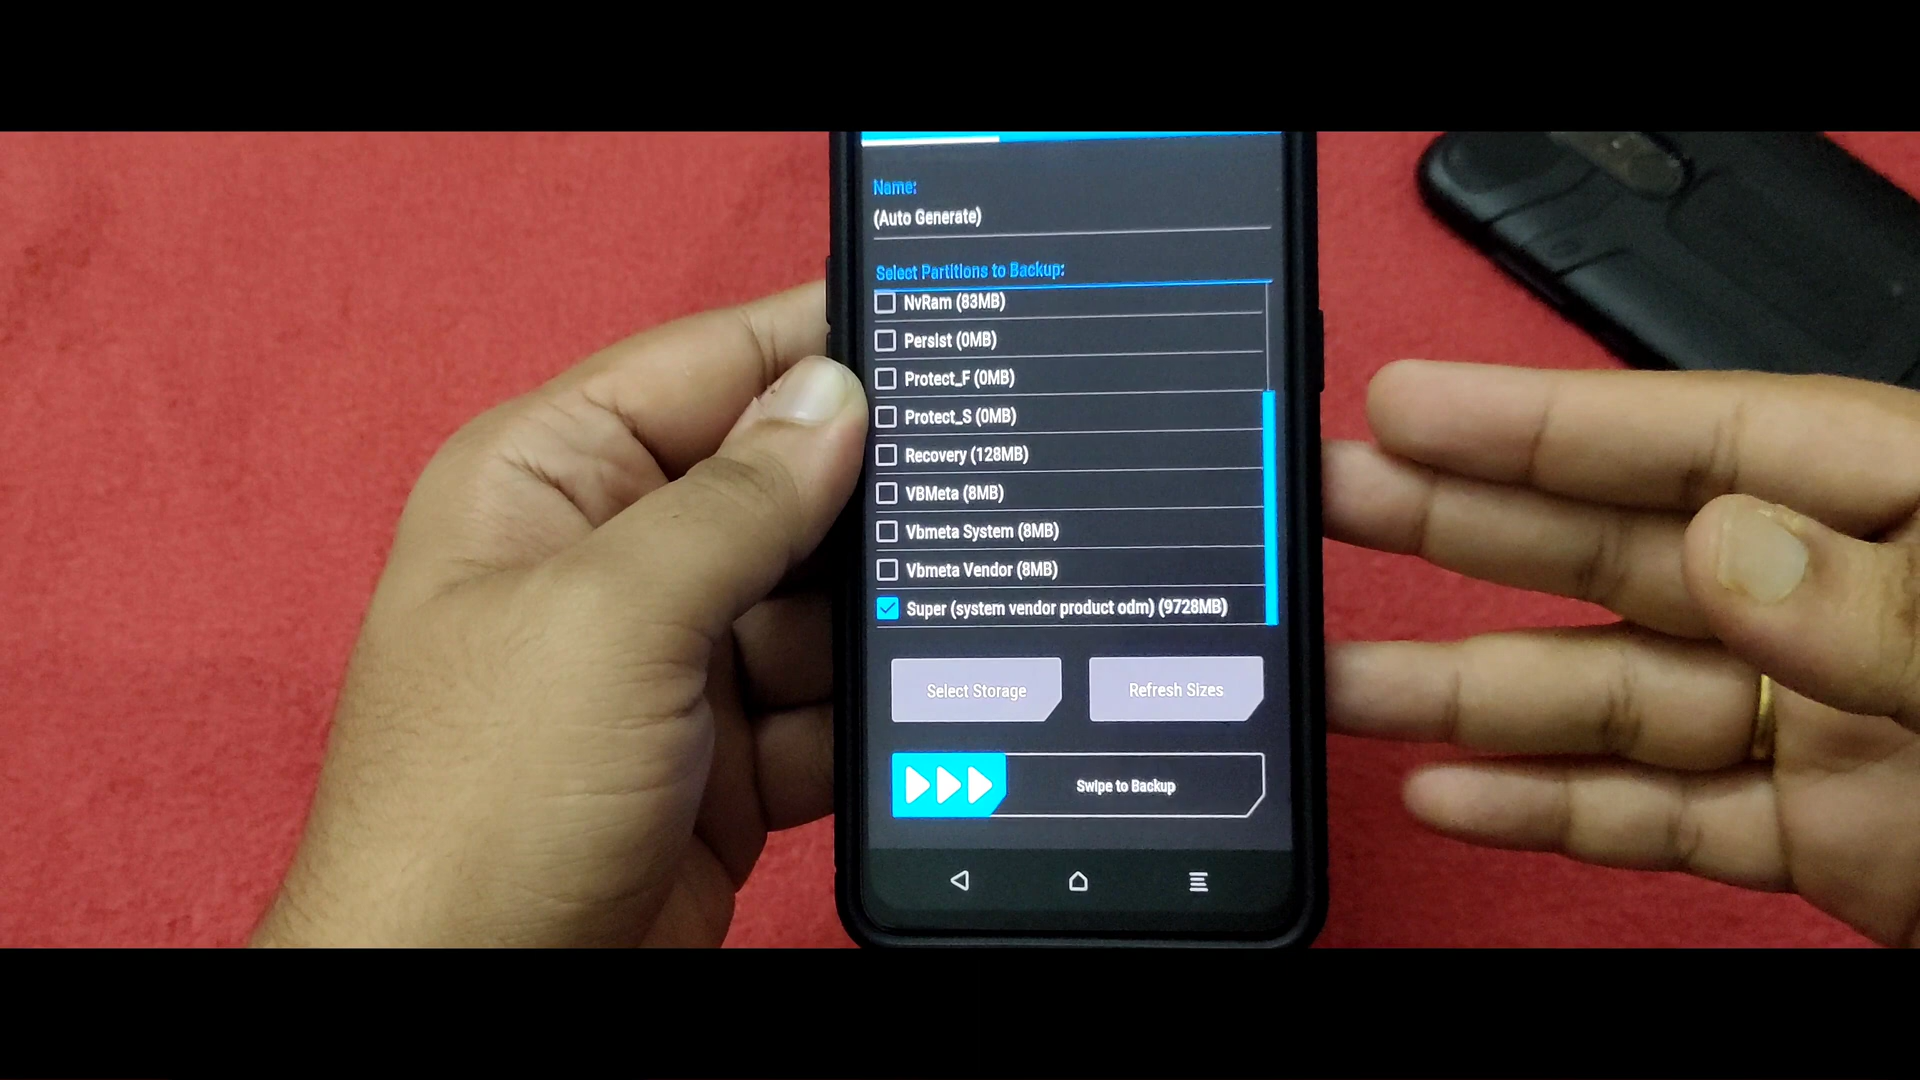 Name:
(Auto Generate)
Select Partitions to Backup:
NvRam (83MB)
Persist (0MB)
Protect_F (0MB)
Protect_S (0MB)
Recovery (128MB)
VBMeta (8MB)
Vbmeta System (8MB)
Vbmeta Vendor (8MB)
Super (system vendor product odm) (9728MB)
Select Storage
Refresh Sizes
Swipe to Backup